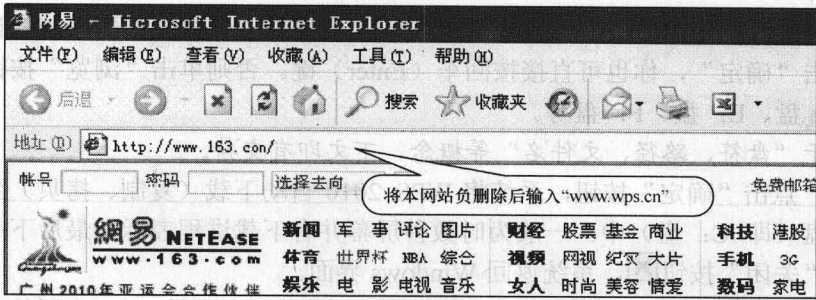 网易 - Microsoft Internet Explorer
文件(F) 编辑(E) 查看(V) 收藏(A) 工具(T) 帮助(H)
后退 搜索 收藏夹
地址(D) http://www.163.con/
帐号 密码 选择去向 免费邮箱
将本网站负删除后输入“www.wps.cn”
網易 NETEASE
www.163.com
广州2010年亚运会合作伙伴
新闻 军事 评论 图片 财经 股票 基金 商业 科技 港股
体育 世界杯 NBA 综合 视频 网视 纪实 大片 手机 3G
娱乐 电影 电视 音乐 女人 时尚 美容 情爱 数码 家电